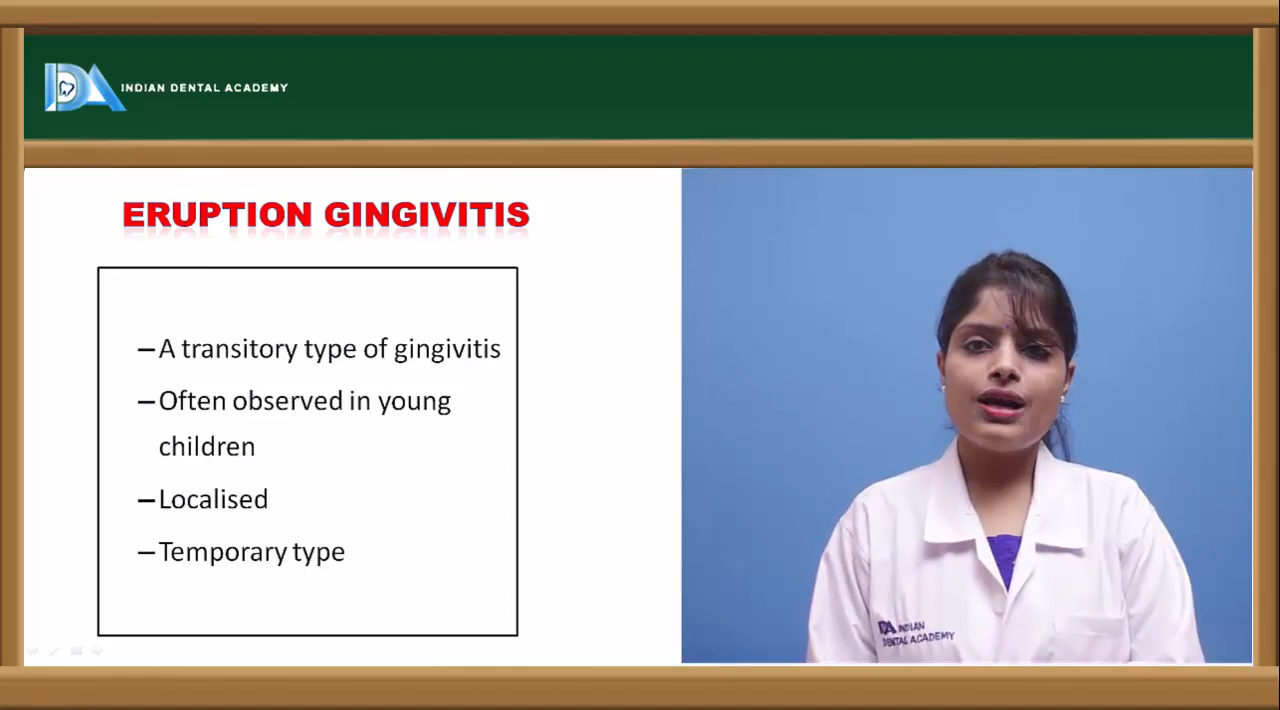 INDIAN DENTAL ACADEMY
ERUPTION GINGIVITIS
– A transitory type of gingivitis
– Often observed in young
children
– Localised
– Temporary type
IDA INDIAN
DENTAL ACADEMY